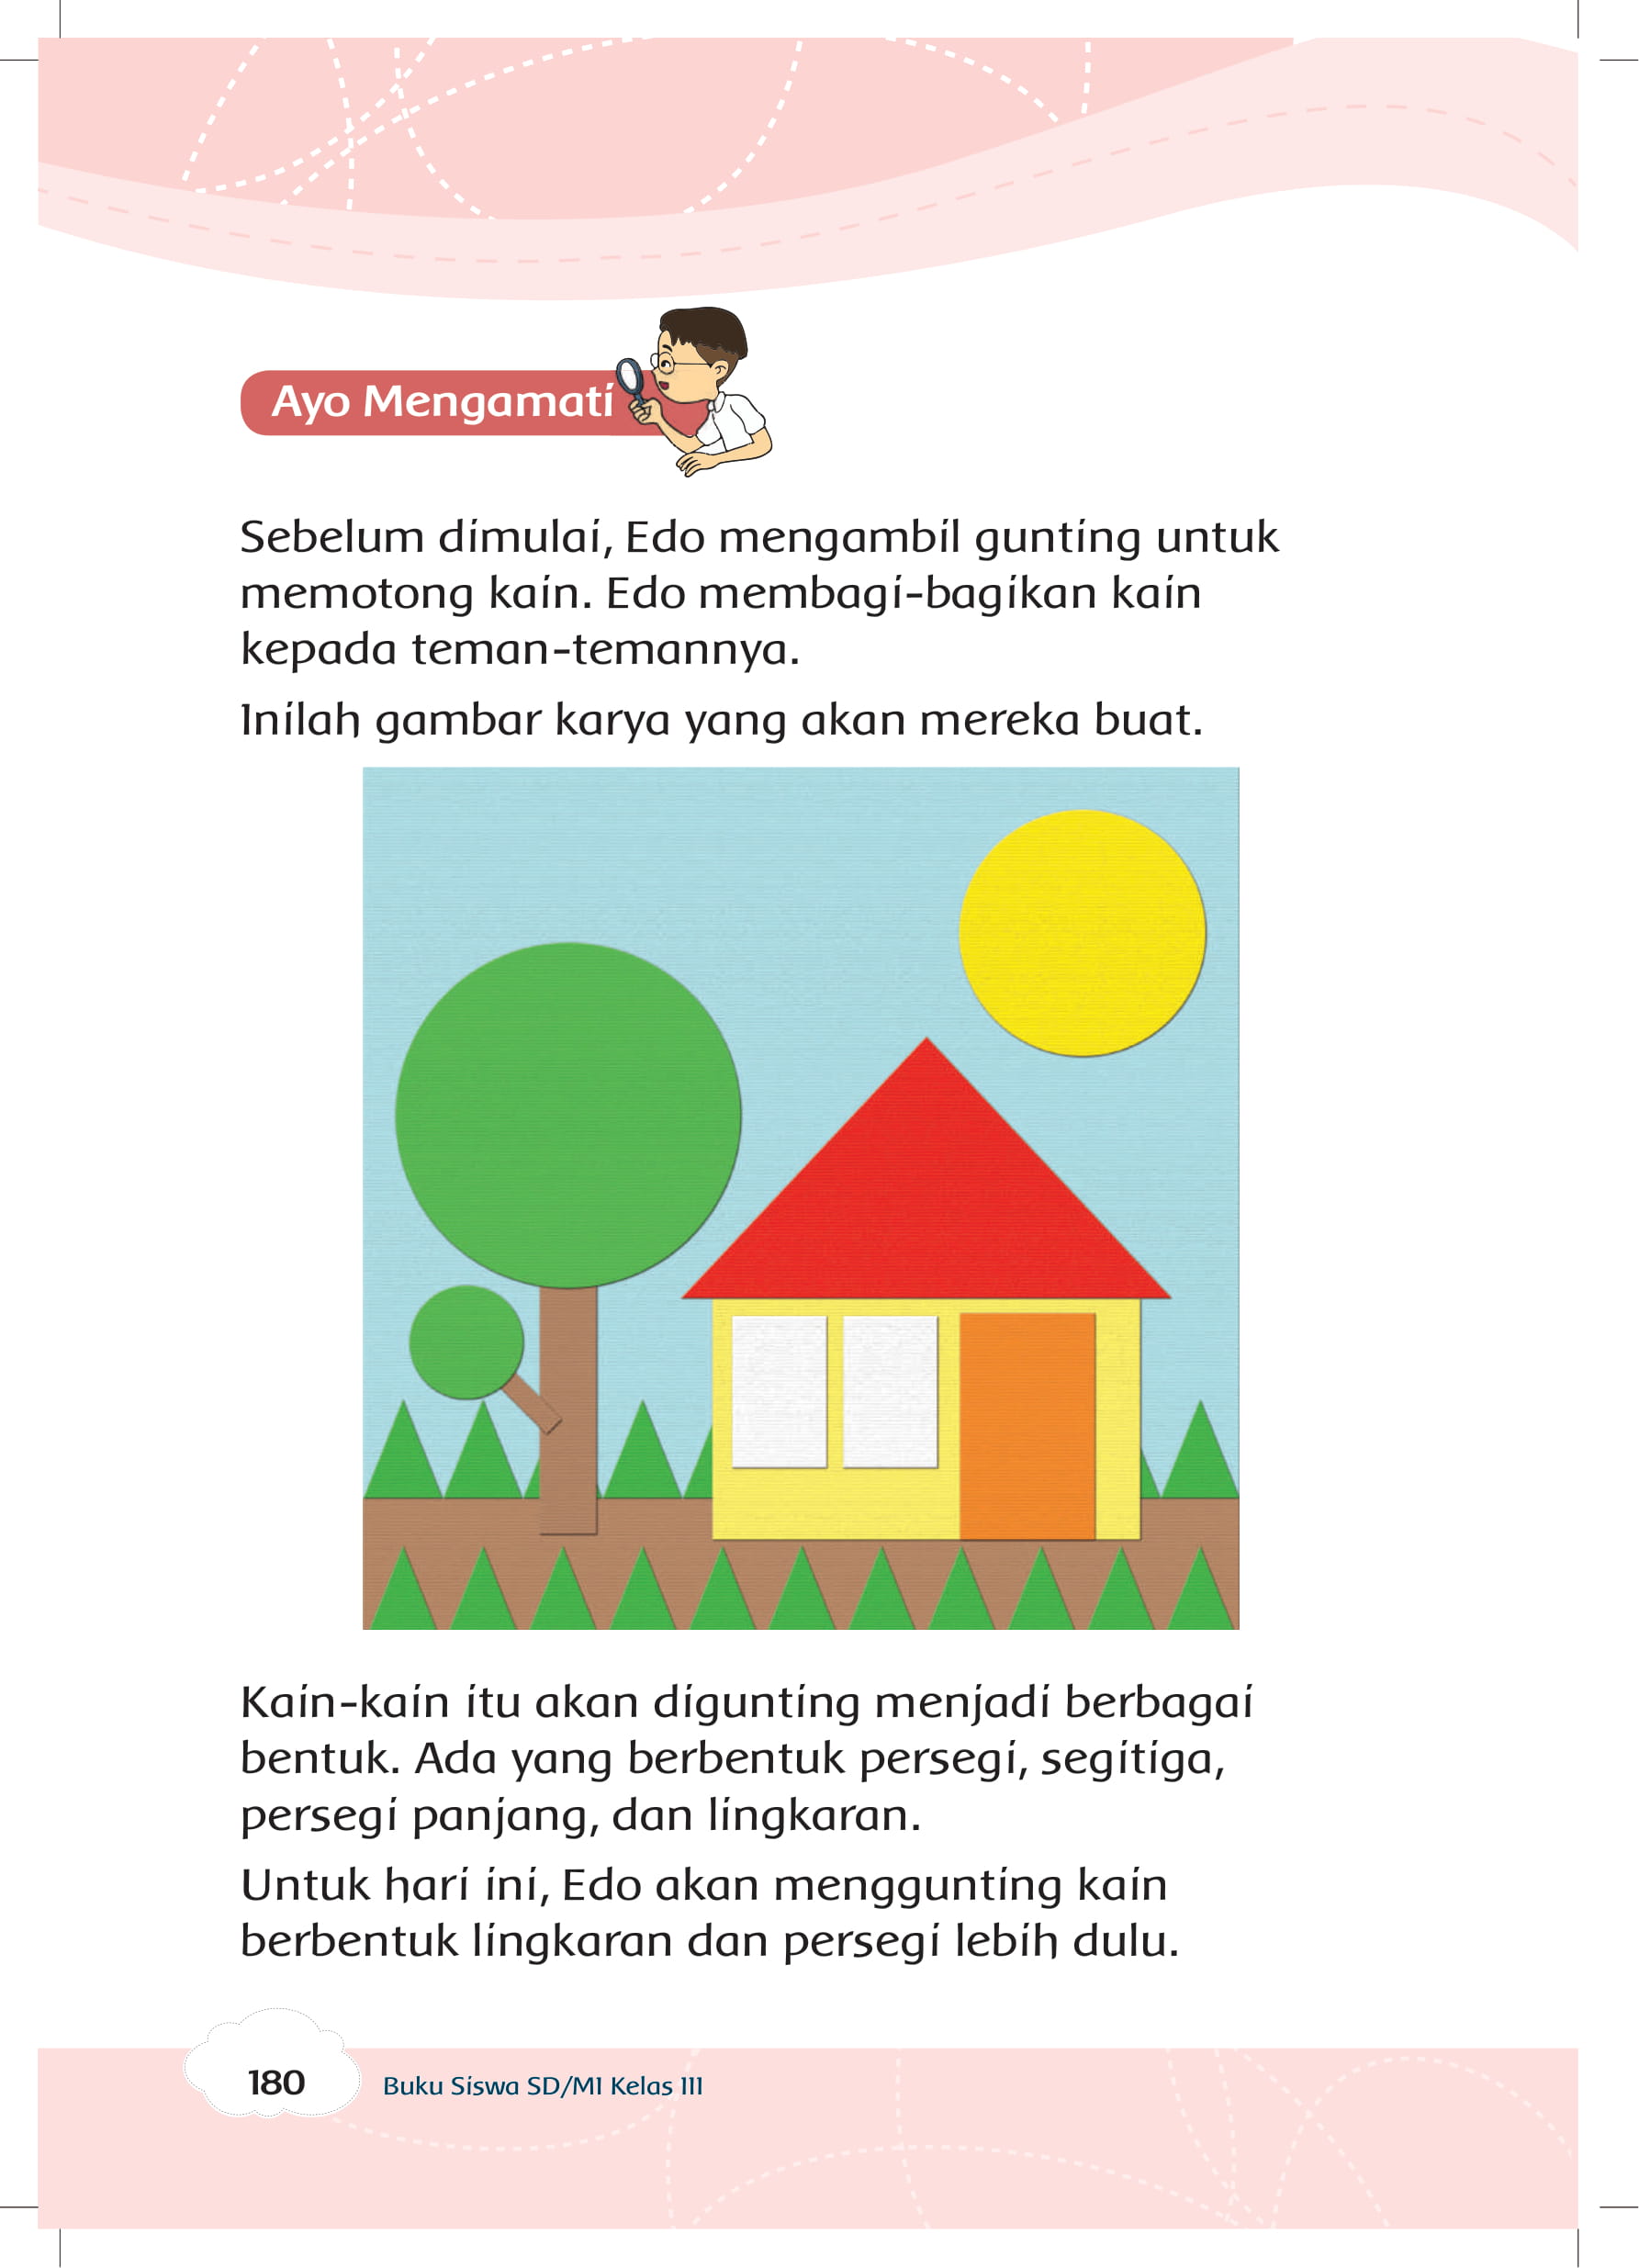 Ayo Mengamati
Sebelum dimulai, Edo mengambil gunting untuk
memotong kain. Edo membagi-bagikan kain
kepada teman-temannya.
Inilah gambar karya yang akan mereka buat.
Kain-kain itu akan digunting menjadi berbagai
bentuk. Ada yang berbentuk persegi, segitiga,
persegi panjang, dan lingkaran.
Untuk hari ini, Edo akan menggunting kain
berbentuk lingkaran dan persegi lebih dulu.
180
Buku Siswa SD/MI Kelas III